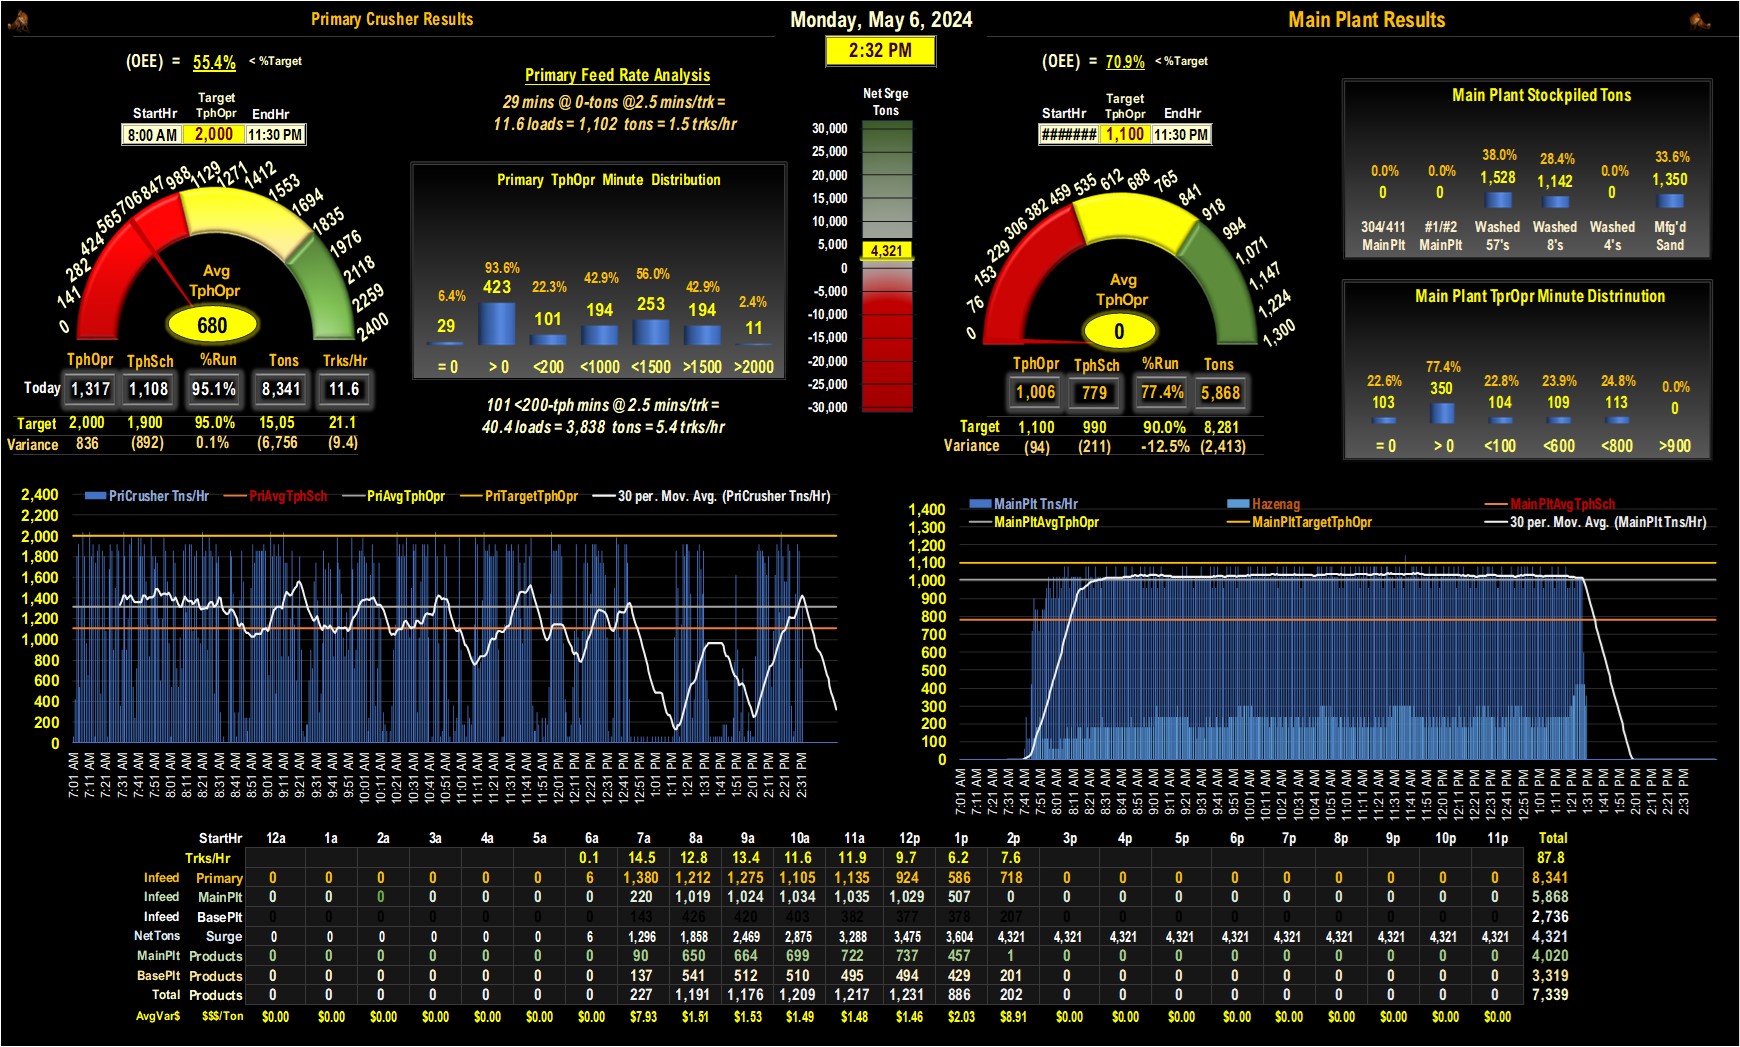 Primary Crusher Results
Monday, May 6, 2024
Main Plant Results
2:32 PM
(OEE) = 55.4% < %Target
StartHr Target TphOpr EndHr
8:00 AM 2,000 11:30 PM
Primary Feed Rate Analysis
29 mins @ 0-tons @2.5 mins/trk =
11.6 loads = 1,102 tons = 1.5 trks/hr
0 141 282 424 565 706 847 988 1129 1271 1412 1553 1694 1835 1976 2118 2259 2400
Avg
TphOpr
680
TphOpr TphSch %Run Tons Trks/Hr
Today 1,317 1,108 95.1% 8,341 11.6
Target 2,000 1,900 95.0% 15,05 21.1
Variance 836 (892) 0.1% (6,756 (9.4)
Primary TphOpr Minute Distribution
6.4% 93.6% 22.3% 42.9% 56.0% 42.9% 2.4%
29 423 101 194 253 194 11
= 0 > 0 <200 <1000 <1500 >1500 >2000
101 <200-tph mins @ 2.5 mins/trk =
40.4 loads = 3,838 tons = 5.4 trks/hr
Net Srge
Tons
30,000
25,000
20,000
15,000
10,000
5,000
4,321
0
-5,000
-10,000
-15,000
-20,000
-25,000
-30,000
(OEE) = 70.9% < %Target
StartHr Target TphOpr EndHr
####### 1,100 11:30 PM
0 76 153 229 306 382 459 535 612 688 765 841 918 994 1,071 1,147 1,224 1,300
Avg
TphOpr
0
TphOpr TphSch %Run Tons
1,006 779 77.4% 5,868
Target 1,100 990 90.0% 8,281
Variance (94) (211) -12.5% (2,413)
Main Plant Stockpiled Tons
0.0% 0.0% 38.0% 28.4% 0.0% 33.6%
0 0 1,528 1,142 0 1,350
304/411 #1/#2 Washed Washed Washed Mfg'd
MainPlt MainPlt 57's 8's 4's Sand
Main Plant TprOpr Minute Distrinution
22.6% 77.4% 22.8% 23.9% 24.8% 0.0%
103 350 104 109 113 0
= 0 > 0 <100 <600 <800 >900
PriCrusher Tns/Hr PriAvgTphSch PriAvgTphOpr PriTargetTphOpr 30 per. Mov. Avg. (PriCrusher Tns/Hr)
2,400
2,200
2,000
1,800
1,600
1,400
1,200
1,000
800
600
400
200
0
7:01 AM 7:11 AM 7:21 AM 7:31 AM 7:41 AM 7:51 AM 8:01 AM 8:11 AM 8:21 AM 8:31 AM 8:41 AM 8:51 AM 9:01 AM 9:11 AM 9:21 AM 9:31 AM 9:41 AM 9:51 AM 10:01 AM 10:11 AM 10:21 AM 10:31 AM 10:41 AM 10:51 AM 11:01 AM 11:11 AM 11:21 AM 11:31 AM 11:41 AM 11:51 AM 12:01 PM 12:11 PM 12:21 PM 12:31 PM 12:41 PM 12:51 PM 1:01 PM 1:11 PM 1:21 PM 1:31 PM 1:41 PM 1:51 PM 2:01 PM 2:11 PM 2:21 PM 2:31 PM
MainPlt Tns/Hr Hazenag MainPltAvgTphSch
MainPltAvgTphOpr MainPltTargetTphOpr 30 per. Mov. Avg. (MainPlt Tns/Hr)
1,400
1,300
1,200
1,100
1,000
900
800
700
600
500
400
300
200
100
0
7:01 AM 7:11 AM 7:21 AM 7:31 AM 7:41 AM 7:51 AM 8:01 AM 8:11 AM 8:21 AM 8:31 AM 8:41 AM 8:51 AM 9:01 AM 9:11 AM 9:21 AM 9:31 AM 9:41 AM 9:51 AM 10:01 AM 10:11 AM 10:21 AM 10:31 AM 10:41 AM 10:51 AM 11:01 AM 11:11 AM 11:21 AM 11:31 AM 11:41 AM 11:51 AM 12:01 PM 12:11 PM 12:21 PM 12:31 PM 12:41 PM 12:51 PM 1:01 PM 1:11 PM 1:21 PM 1:31 PM 1:41 PM 1:51 PM 2:01 PM 2:11 PM 2:21 PM 2:31 PM
StartHr 12a 1a 2a 3a 4a 5a 6a 7a 8a 9a 10a 11a 12p 1p 2p 3p 4p 5p 6p 7p 8p 9p 10p 11p Total
Trks/Hr 0.1 14.5 12.8 13.4 11.6 11.9 9.7 6.2 7.6 87.8
Infeed Primary 0 0 0 0 0 0 6 1,380 1,212 1,275 1,105 1,135 924 586 718 0 0 0 0 0 0 0 0 0 8,341
Infeed MainPlt 0 0 0 0 0 0 0 220 1,019 1,024 1,034 1,035 1,029 507 0 0 0 0 0 0 0 0 0 0 5,868
Infeed BasePlt 0 0 0 0 0 0 0 143 426 420 403 382 377 378 207 0 0 0 0 0 0 0 0 0 2,736
NetTons Surge 0 0 0 0 0 0 6 1,296 1,858 2,469 2,875 3,288 3,475 3,604 4,321 4,321 4,321 4,321 4,321 4,321 4,321 4,321 4,321 4,321 4,321
MainPlt Products 0 0 0 0 0 0 0 90 650 664 699 722 737 457 1 0 0 0 0 0 0 0 0 0 4,020
BasePlt Products 0 0 0 0 0 0 0 137 541 512 510 495 494 429 201 0 0 0 0 0 0 0 0 0 3,319
Total Products 0 0 0 0 0 0 0 227 1,191 1,176 1,209 1,217 1,231 886 202 0 0 0 0 0 0 0 0 0 7,339
AvgVar$ $$$/Ton $0.00 $0.00 $0.00 $0.00 $0.00 $0.00 $0.00 $7.93 $1.51 $1.53 $1.49 $1.48 $1.46 $2.03 $8.91 $0.00 $0.00 $0.00 $0.00 $0.00 $0.00 $0.00 $0.00 $0.00